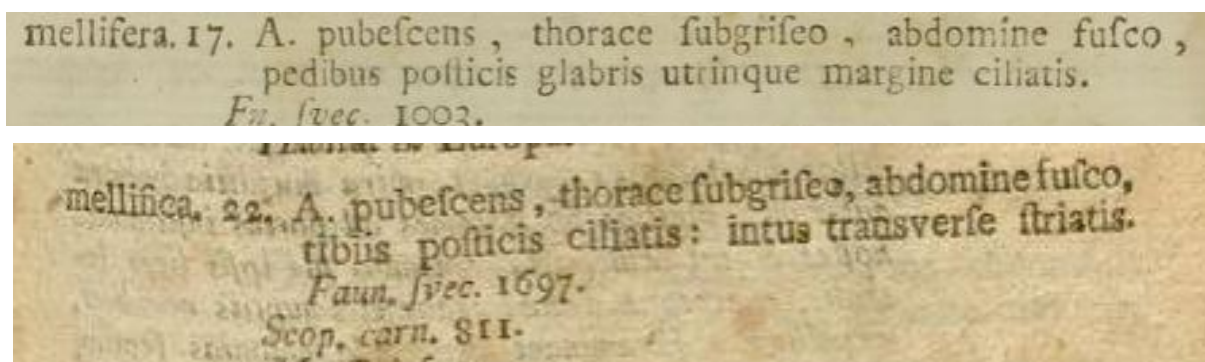 mellifera. 17. A. pubeſcens, thorace ſubgriſeo, abdomine fuſco,
pedibus poſticis glabris utrinque margine ciliatis.
Fn. ſvec. 1003.
mellifica. 22. A. pubeſcens, thorace ſubgriſeo, abdomine fuſco,
tibiis poſticis ciliatis: intus transverſe ſtriatis.
Faun. ſvec. 1697.
Scop. carn. 811.